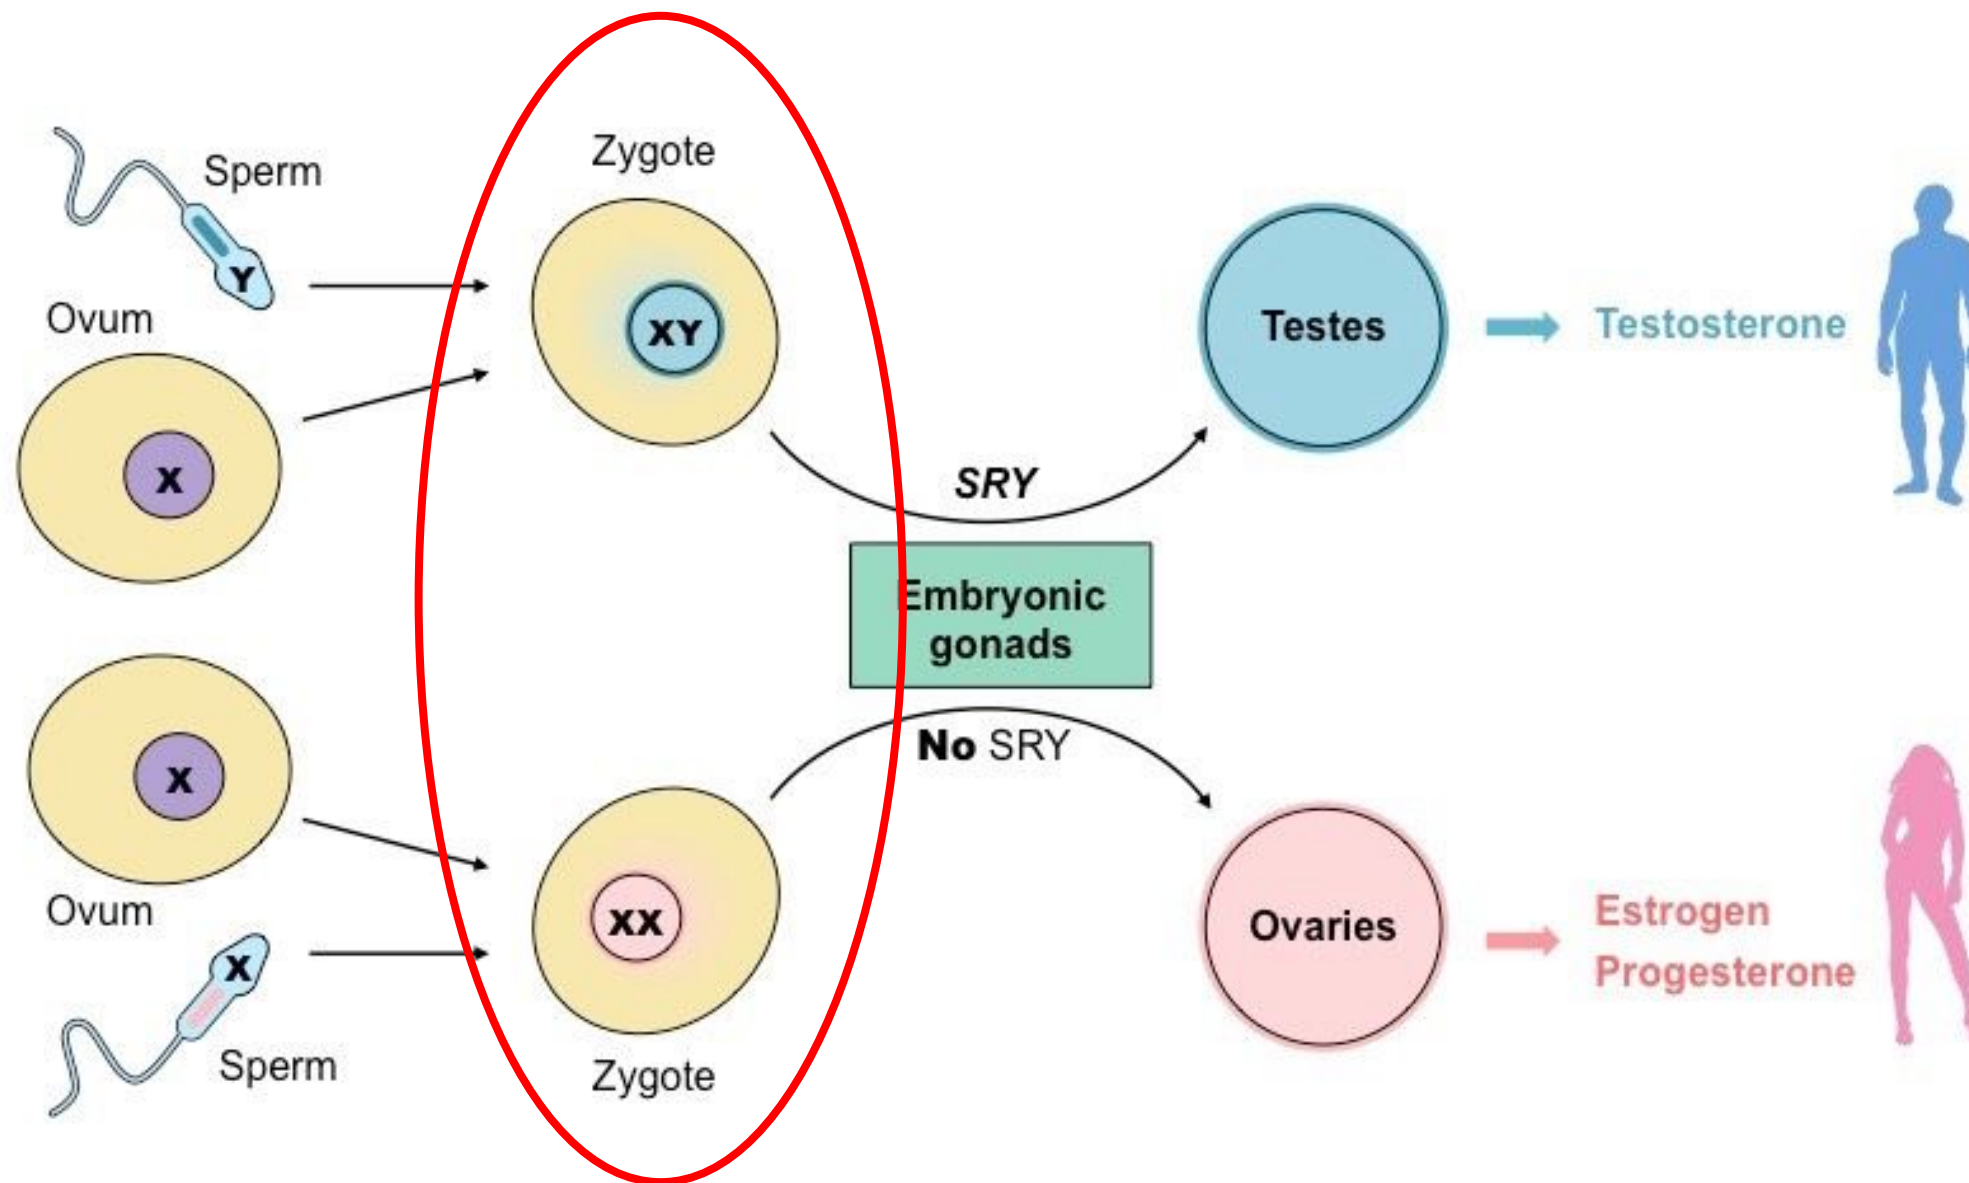 Zygote
Sperm
Y
Ovum
XY
Testes
Testosterone
X
SRY
Embryonic
gonads
No SRY
X
Ovum
XX
Ovaries
Estrogen
Progesterone
X
Sperm
Zygote